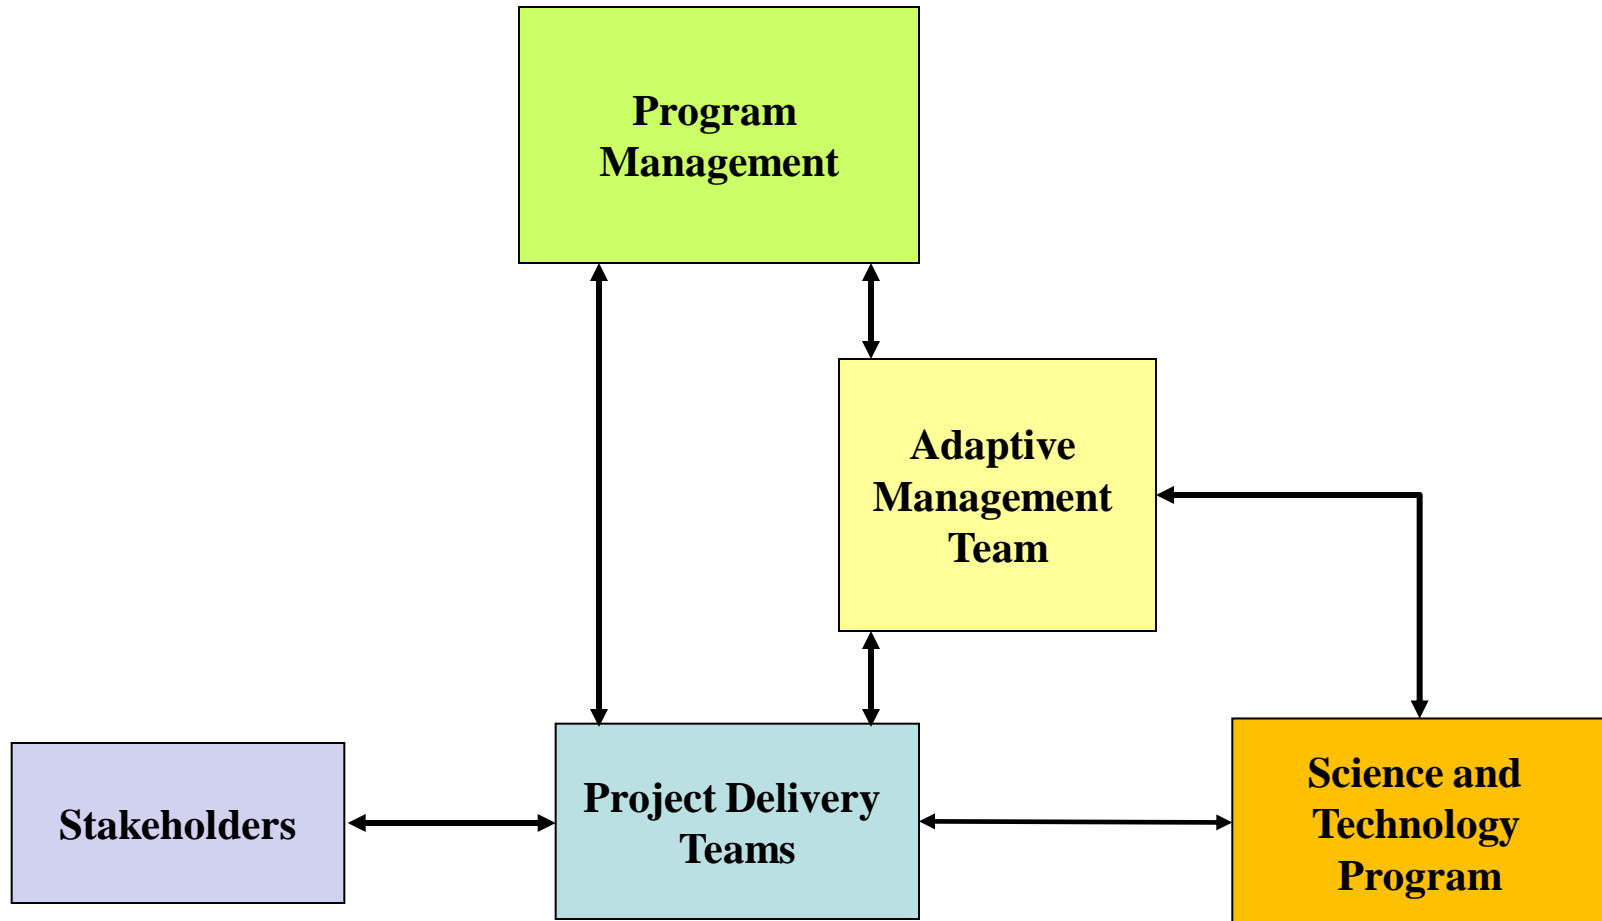 Program
Management
Adaptive
Management
Team
Stakeholders
Project Delivery
Teams
Science and
Technology
Program